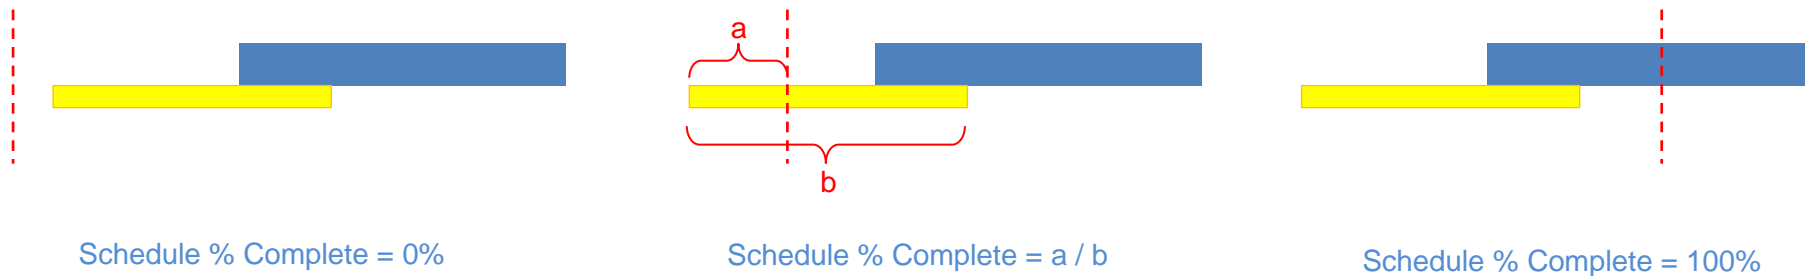 a
b
Schedule % Complete = 0%
Schedule % Complete = a / b
Schedule % Complete = 100%